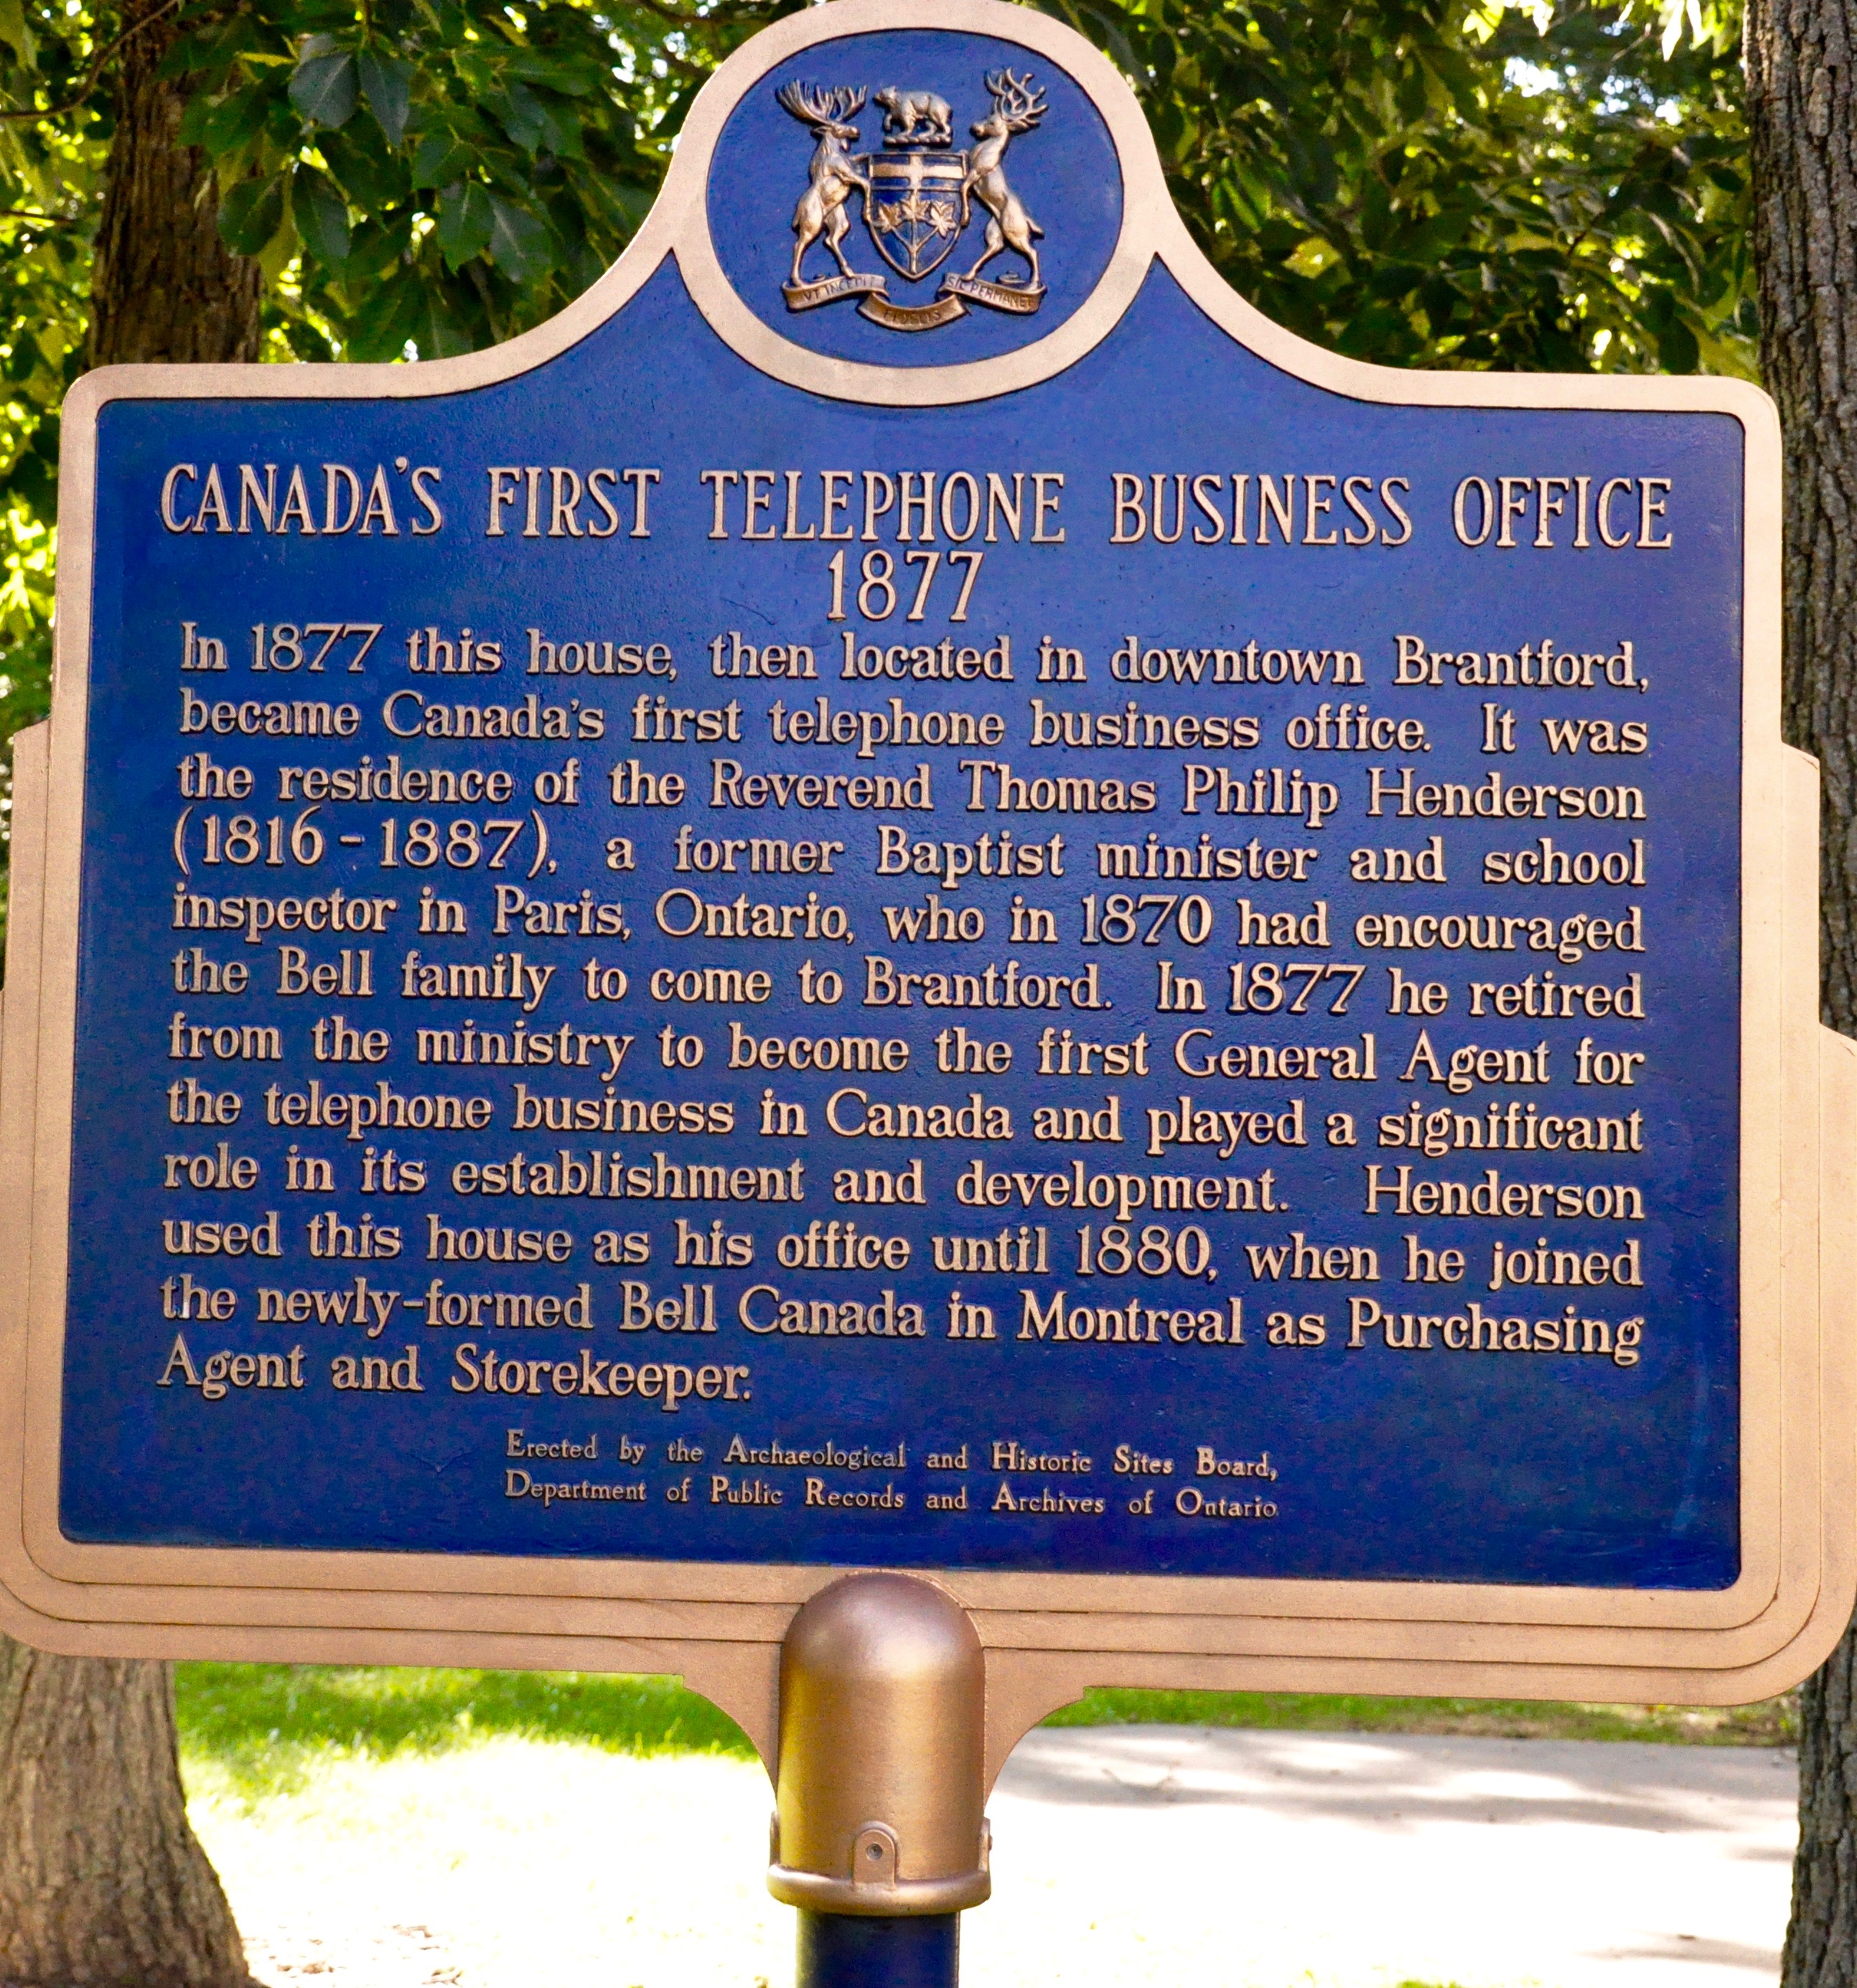 VT INCEPIT
SIC PERMANET
FIDELIS
CANADA'S FIRST TELEPHONE BUSINESS OFFICE
1877
In 1877 this house, then located in downtown Brantford,
became Canada's first telephone business office. It was
the residence of the Reverend Thomas Philip Henderson
(1816-1887), a former Baptist minister and school
inspector in Paris, Ontario, who in 1870 had encouraged
the Bell family to come to Brantford. In 1877 he retired
from the ministry to become the first General Agent for
the telephone business in Canada and played a significant
role in its establishment and development. Henderson
used this house as his office until 1880, when he joined
the newly-formed Bell Canada in Montreal as Purchasing
Agent and Storekeeper.
Erected by the Archaeological and Historic Sites Board,
Department of Public Records and Archives of Ontario